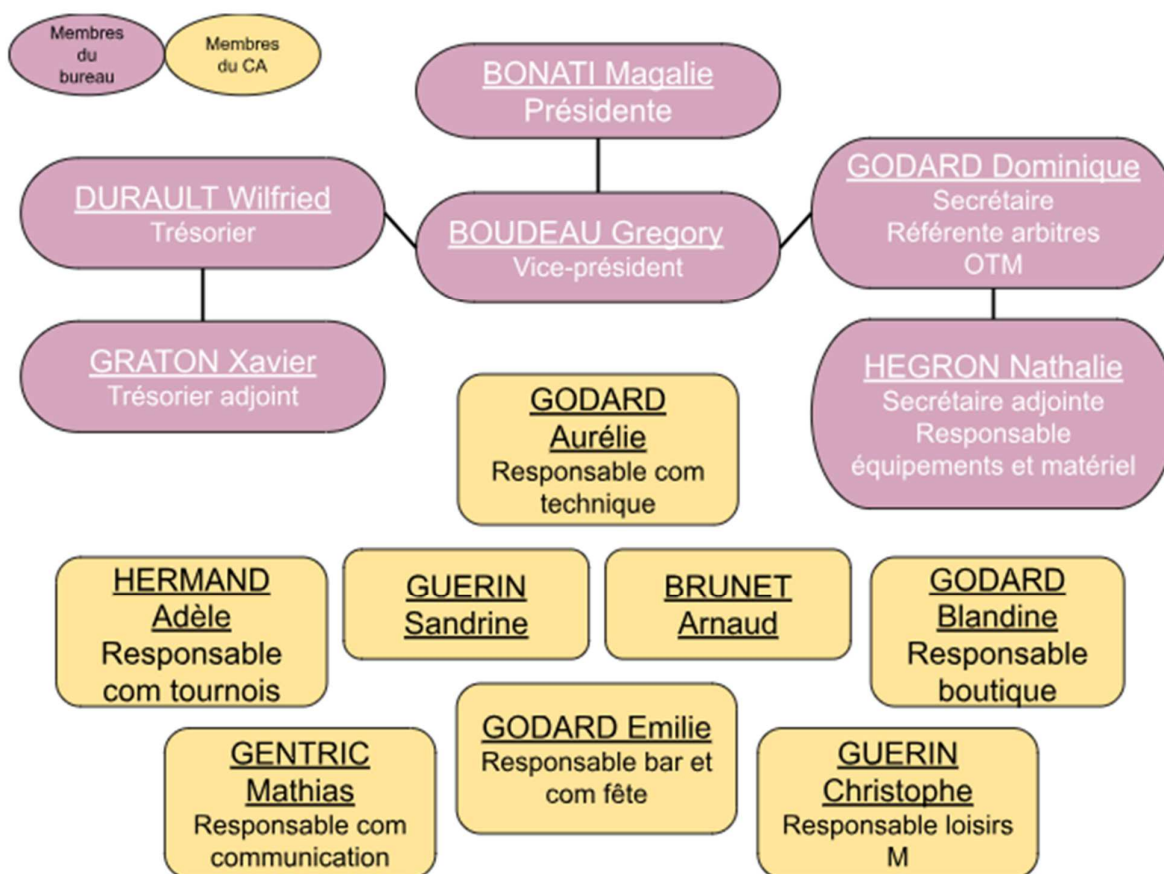 Membres
du
bureau
Membres
du CA
BONATI Magalie
Présidente
DURAULT Wilfried
Trésorier
BOUDEAU Gregory
Vice-président
GODARD Dominique
Secrétaire
Référente arbitres
OTM
GRATON Xavier
Trésorier adjoint
HEGRON Nathalie
Secrétaire adjointe
Responsable
équipements et matériel
GODARD
Aurélie
Responsable com
technique
HERMAND
Adèle
Responsable
com tournois
GUERIN
Sandrine
BRUNET
Arnaud
GODARD
Blandine
Responsable
boutique
GENTRIC
Mathias
Responsable com
communication
GODARD Emilie
Responsable bar et
com fête
GUERIN
Christophe
Responsable loisirs
M